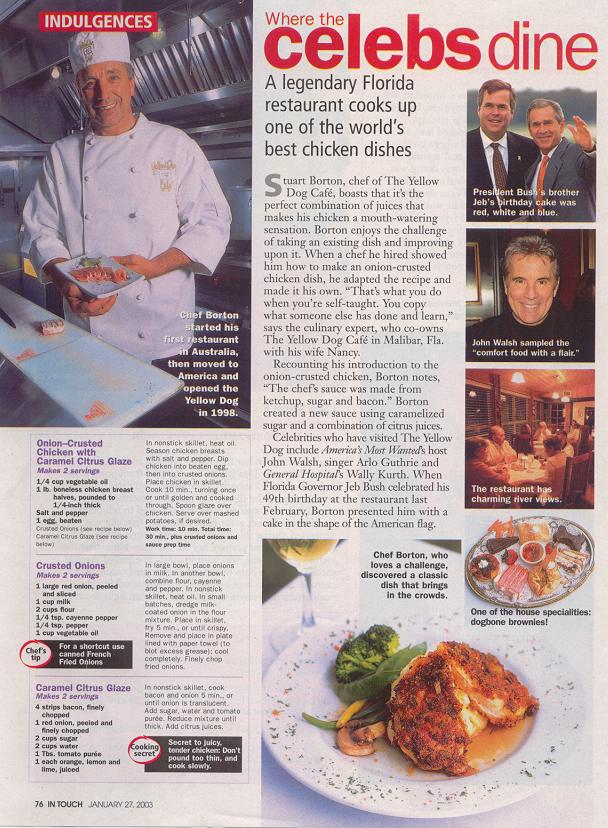 INDULGENCES
Chef Borton
started his
first restaurant
in Australia,
then moved to
America and
opened the
Yellow Dog
in 1998.
Where the
celebs dine
A legendary Florida
restaurant cooks up
one of the world's
best chicken dishes
Stuart Borton, chef of The Yellow
Dog Café, boasts that it's the
perfect combination of juices that
makes his chicken a mouth-watering
sensation. Borton enjoys the challenge
of taking an existing dish and improving
upon it. When a chef he hired showed
him how to make an onion-crusted
chicken dish, he adapted the recipe and
made it his own. "That's what you do
when you're self-taught. You copy
what someone else has done and learn,"
says the culinary expert, who co-owns
The Yellow Dog Café in Malibar, Fla.
with his wife Nancy.
Recounting his introduction to the
onion-crusted chicken, Borton notes,
"The chef's sauce was made from
ketchup, sugar and bacon." Borton
created a new sauce using caramelized
sugar and a combination of citrus juices.
Celebrities who have visited The Yellow
Dog include America's Most Wanted's host
John Walsh, singer Arlo Guthrie and
General Hospital's Wally Kurth. When
Florida Governor Jeb Bush celebrated his
49th birthday at the restaurant last
February, Borton presented him with a
cake in the shape of the American flag.
President Bush's brother
Jeb's birthday cake was
red, white and blue.
John Walsh sampled the
"comfort food with a flair."
The restaurant has
charming river views.
One of the house specialities:
dogbone brownies!
Chef Borton, who
loves a challenge,
discovered a classic
dish that brings
in the crowds.
Onion–Crusted
Chicken with
Caramel Citrus Glaze
Makes 2 servings
1/4 cup vegetable oil
1 lb. boneless chicken breast
halves, pounded to
1/4-inch thick
Salt and pepper
1 egg, beaten
Crusted Onions (see recipe below)
Caramel Citrus Glaze (see recipe
below)
In nonstick skillet, heat oil.
Season chicken breasts
with salt and pepper. Dip
chicken into beaten egg,
then into crusted onions.
Place chicken in skillet.
Cook 10 min., turning once
or until golden and cooked
through. Spoon glaze over
chicken. Serve over mashed
potatoes, if desired.
Work time: 10 min. Total time:
30 min., plus crusted onions and
sauce prep time
Crusted Onions
Makes 2 servings
1 large red onion, peeled
and sliced
1 cup milk
2 cups flour
1/4 tsp. cayenne pepper
1/4 tsp. pepper
1 cup vegetable oil
In large bowl, place onions
in milk. In another bowl,
combine flour, cayenne
and pepper. In nonstick
skillet, heat oil. In small
batches, dredge milk-
coated onion in the flour
mixture. Place in skillet,
fry 5 min., or until crispy.
Remove and place in plate
lined with paper towel (to
blot excess grease); cool
completely. Finely chop
fried onions.
Chef's
tip
For a shortcut use
canned French
Fried Onions
Caramel Citrus Glaze
Makes 2 servings
4 strips bacon, finely
chopped
1 red onion, peeled and
finely chopped
2 cups sugar
2 cups water
1 Tbs. tomato purée
1 each orange, lemon and
lime, juiced
In nonstick skillet, cook
bacon and onion 5 min., or
until onion is translucent.
Add sugar, water and tomato
purée. Reduce mixture until
thick. Add citrus juices.
Cooking
secret
Secret to juicy,
tender chicken: Don't
pound too thin, and
cook slowly.
76 IN TOUCH JANUARY 27, 2003